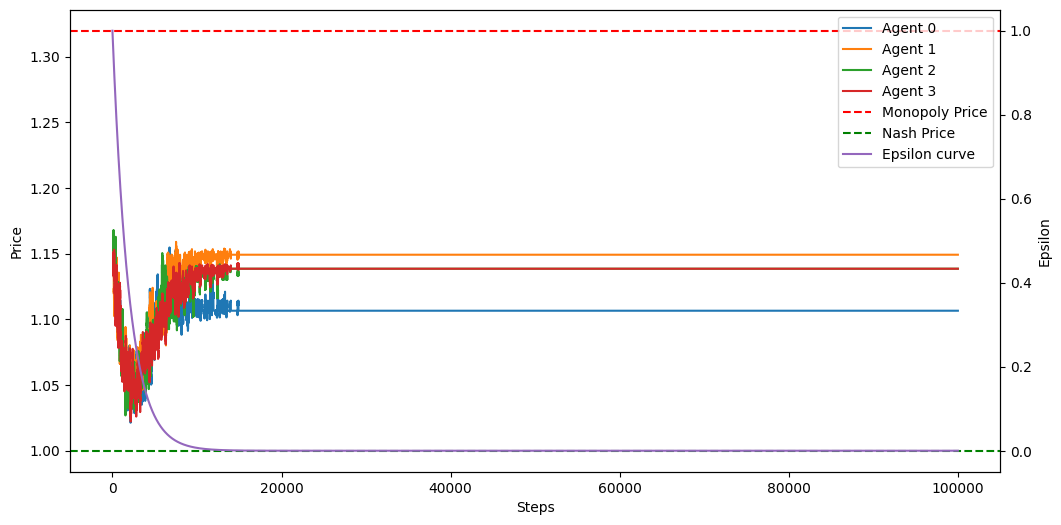 Agent 0
Agent 1
Agent 2
Agent 3
Monopoly Price
Nash Price
Epsilon curve
1.30
1.25
1.20
1.15
1.10
1.05
1.00
Price
1.0
0.8
0.6
0.4
0.2
0.0
Epsilon
0
20000
40000
60000
80000
100000
Steps